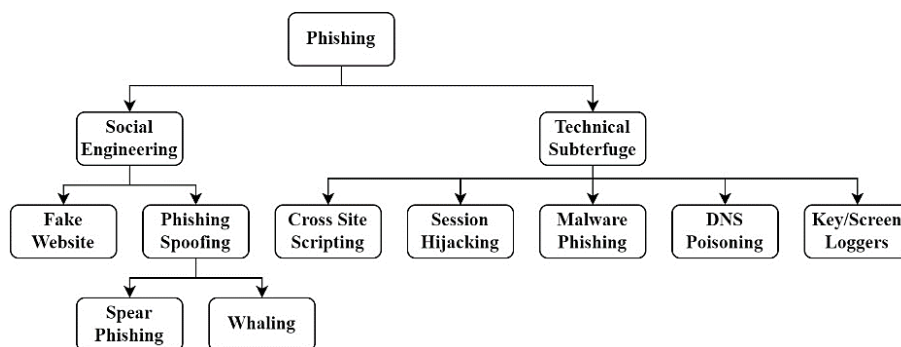 Phishing
Social
Engineering
Technical
Subterfuge
Fake
Website
Phishing
Spoofing
Cross Site
Scripting
Session
Hijacking
Malware
Phishing
DNS
Poisoning
Key/Screen
Loggers
Spear
Phishing
Whaling